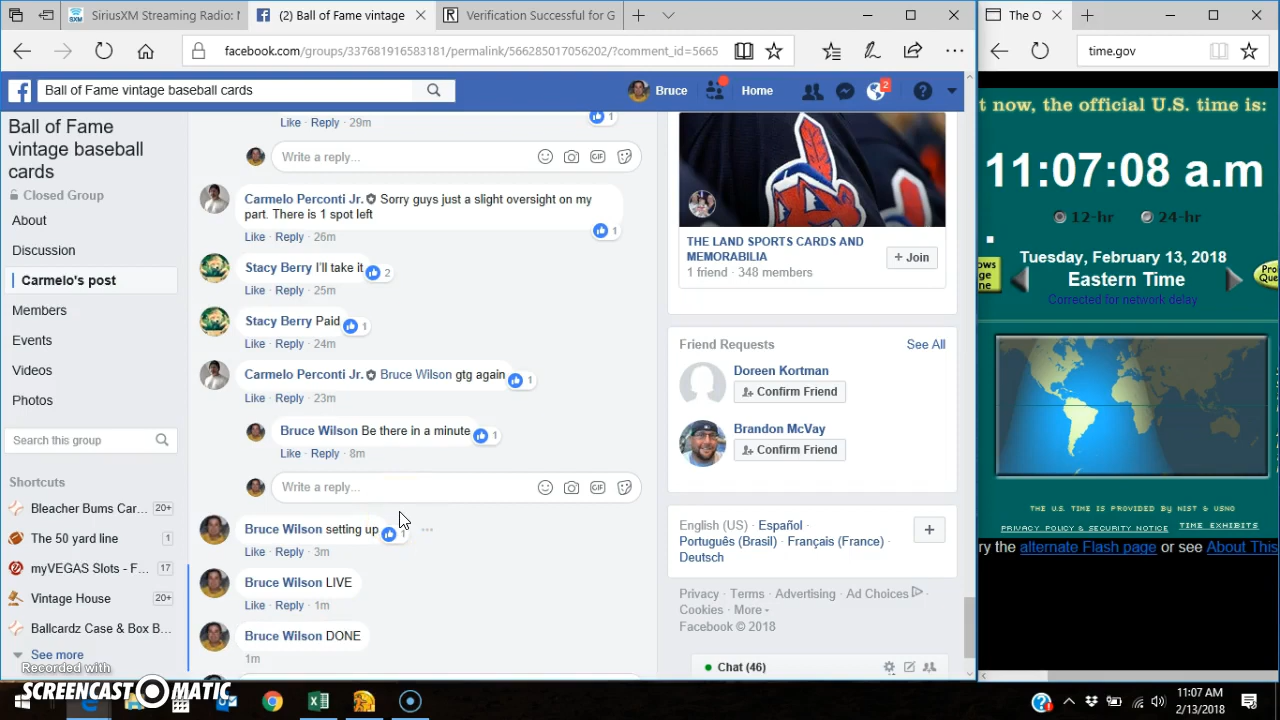 SiriusXM Streaming Radio: N
(2) Ball of Fame vintage
Verification Successful for G
facebook.com/groups/337681916583181/permalink/566285017056202/?comment_id=5665
Ball of Fame vintage baseball cards
Bruce
Home
2
Ball of Fame
vintage baseball
cards
Closed Group
About
Discussion
Carmelo's post
Members
Events
Videos
Photos
Search this group
Shortcuts
Bleacher Bums Car... 20+
The 50 yard line 1
myVEGAS Slots - F... 17
Vintage House 20+
Ballcardz Case & Box B...
See more
Like · Reply · 29m
1
Write a reply...
Carmelo Perconti Jr. Sorry guys just a slight oversight on my
part. There is 1 spot left
1
Like · Reply · 26m
Stacy Berry I'll take it 2
Like · Reply · 25m
Stacy Berry Paid 1
Like · Reply · 24m
Carmelo Perconti Jr. Bruce Wilson gtg again 1
Like · Reply · 23m
Bruce Wilson Be there in a minute 1
Like · Reply · 8m
Write a reply...
Bruce Wilson setting up 1
Like · Reply · 3m
Bruce Wilson LIVE
Like · Reply · 1m
Bruce Wilson DONE
1m
THE LAND SPORTS CARDS AND
MEMORABILIA
1 friend · 348 members
+ Join
Friend Requests
See All
Doreen Kortman
Confirm Friend
Brandon McVay
Confirm Friend
English (US) · Español ·
Português (Brasil) · Français (France) ·
Deutsch
Privacy · Terms · Advertising · Ad Choices ·
Cookies · More
Facebook © 2018
Chat (46)
The O
time.gov
t now, the official U.S. time is:
11:07:08 a.m
12-hr 24-hr
Tuesday, February 13, 2018
Eastern Time
Corrected for network delay
THE U.S. TIME IS PROVIDED BY NIST & USNO
PRIVACY POLICY & SECURITY NOTICE TIME EXHIBITS
ry the alternate Flash page or see About This
Recorded with
SCREENCAST-O-MATIC
11:07 AM
2/13/2018